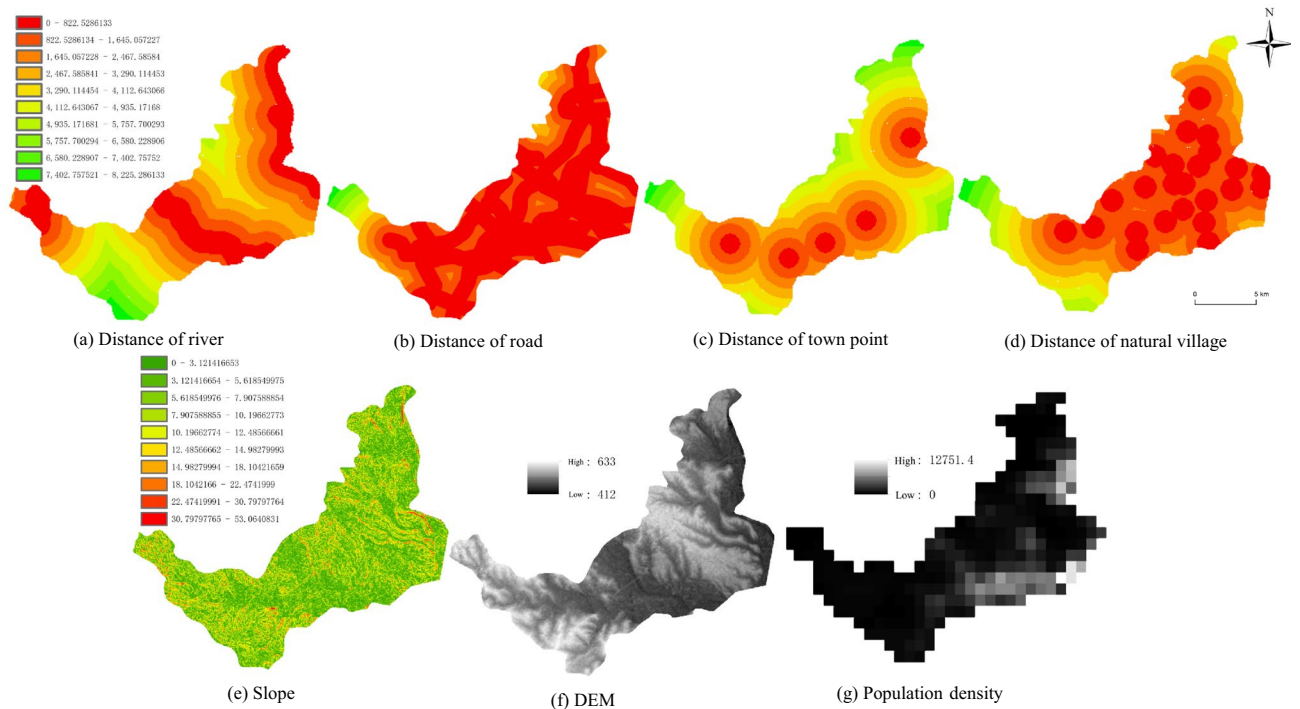 0 - 822.5286133
822.5286134 - 1,645.057227
1,645.057228 - 2,467.58584
2,467.585841 - 3,290.114453
3,290.114454 - 4,112.643066
4,112.643067 - 4,935.17168
4,935.171681 - 5,757.700293
5,757.700294 - 6,580.228906
6,580.228907 - 7,402.75752
7,402.757521 - 8,225.286133
N
0 5 km
(a) Distance of river
(b) Distance of road
(c) Distance of town point
(d) Distance of natural village
0 - 3.121416653
3.121416654 - 5.618549975
5.618549976 - 7.907588854
7.907588855 - 10.19662773
10.19662774 - 12.48566661
12.48566662 - 14.98279993
14.98279994 - 18.10421659
18.1042166 - 22.4741999
22.47419991 - 30.79797764
30.79797765 - 53.0640831
High : 633
Low : 412
High: 12751.4
Low : 0
(e) Slope
(f) DEM
(g) Population density